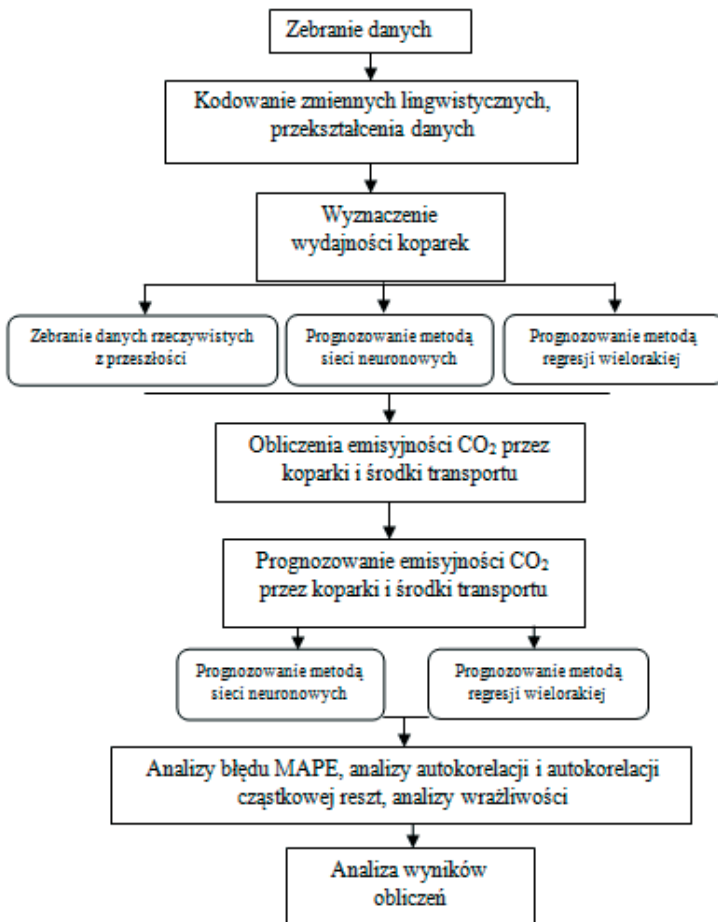 Zebranie danych
Kodowanie zmiennych lingwistycznych,
przekształcenia danych
Wyznaczenie
wydajności koparek
Zebranie danych rzeczywistych
z przeszłości
Prognozowanie metodą
sieci neuronowych
Prognozowanie metodą
regresji wielorakiej
Obliczenia emisyjności CO₂ przez
koparki i środki transportu
Prognozowanie emisyjności CO₂
przez koparki i środki transportu
Prognozowanie metodą
sieci neuronowych
Prognozowanie metodą
regresji wielorakiej
Analizy błędu MAPE, analizy autokorelacji i autokorelacji
cząstkowej reszt, analizy wrażliwości
Analiza wyników
obliczeń